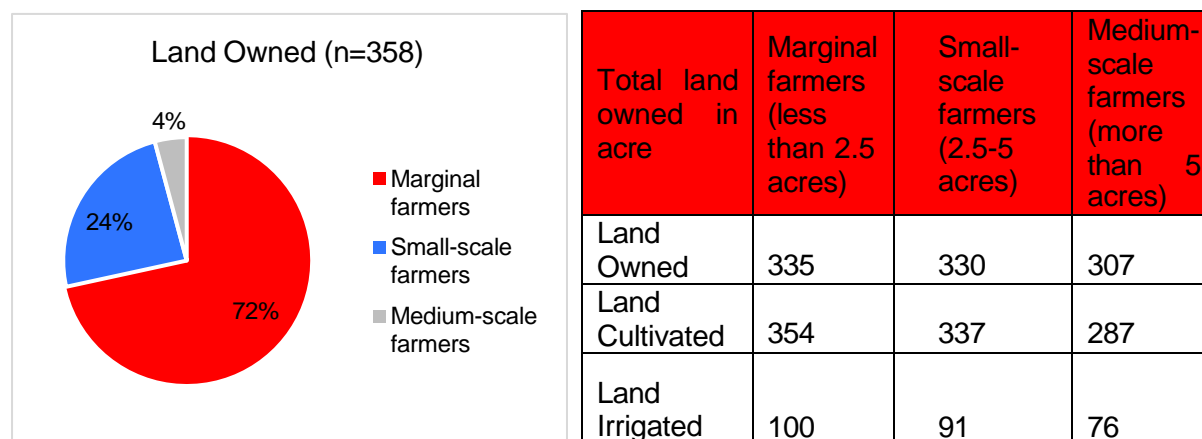 Land Owned (n=358)
4%
24%
72%
Marginal
farmers
Small-scale
farmers
Medium-scale
farmers
Total land
owned in
acre
Marginal
farmers
(less
than 2.5
acres)
Small-
scale
farmers
(2.5-5
acres)
Medium-
scale
farmers
(more
than 5
acres)
Land
Owned
335
330
307
Land
Cultivated
354
337
287
Land
Irrigated
100
91
76